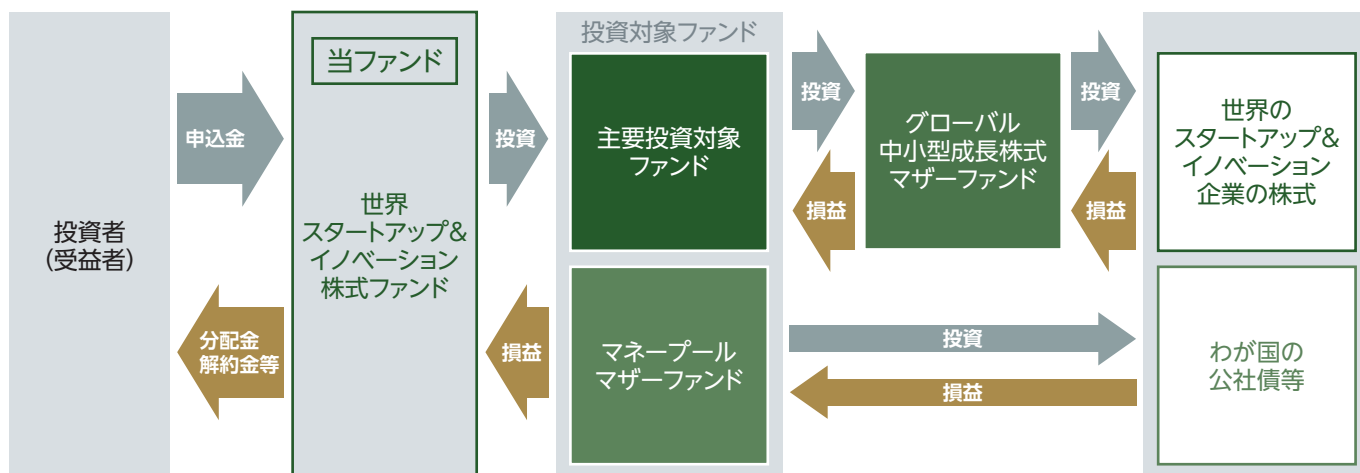 投資者
(受益者)
申込金
分配金
解約金等
当ファンド
世界
スタートアップ&
イノベーション
株式ファンド
投資
損益
投資対象ファンド
主要投資対象
ファンド
マネープール
マザーファンド
投資
損益
グローバル
中小型成長株式
マザーファンド
投資
損益
投資
損益
世界の
スタートアップ&
イノベーション
企業の株式
わが国の
公社債等